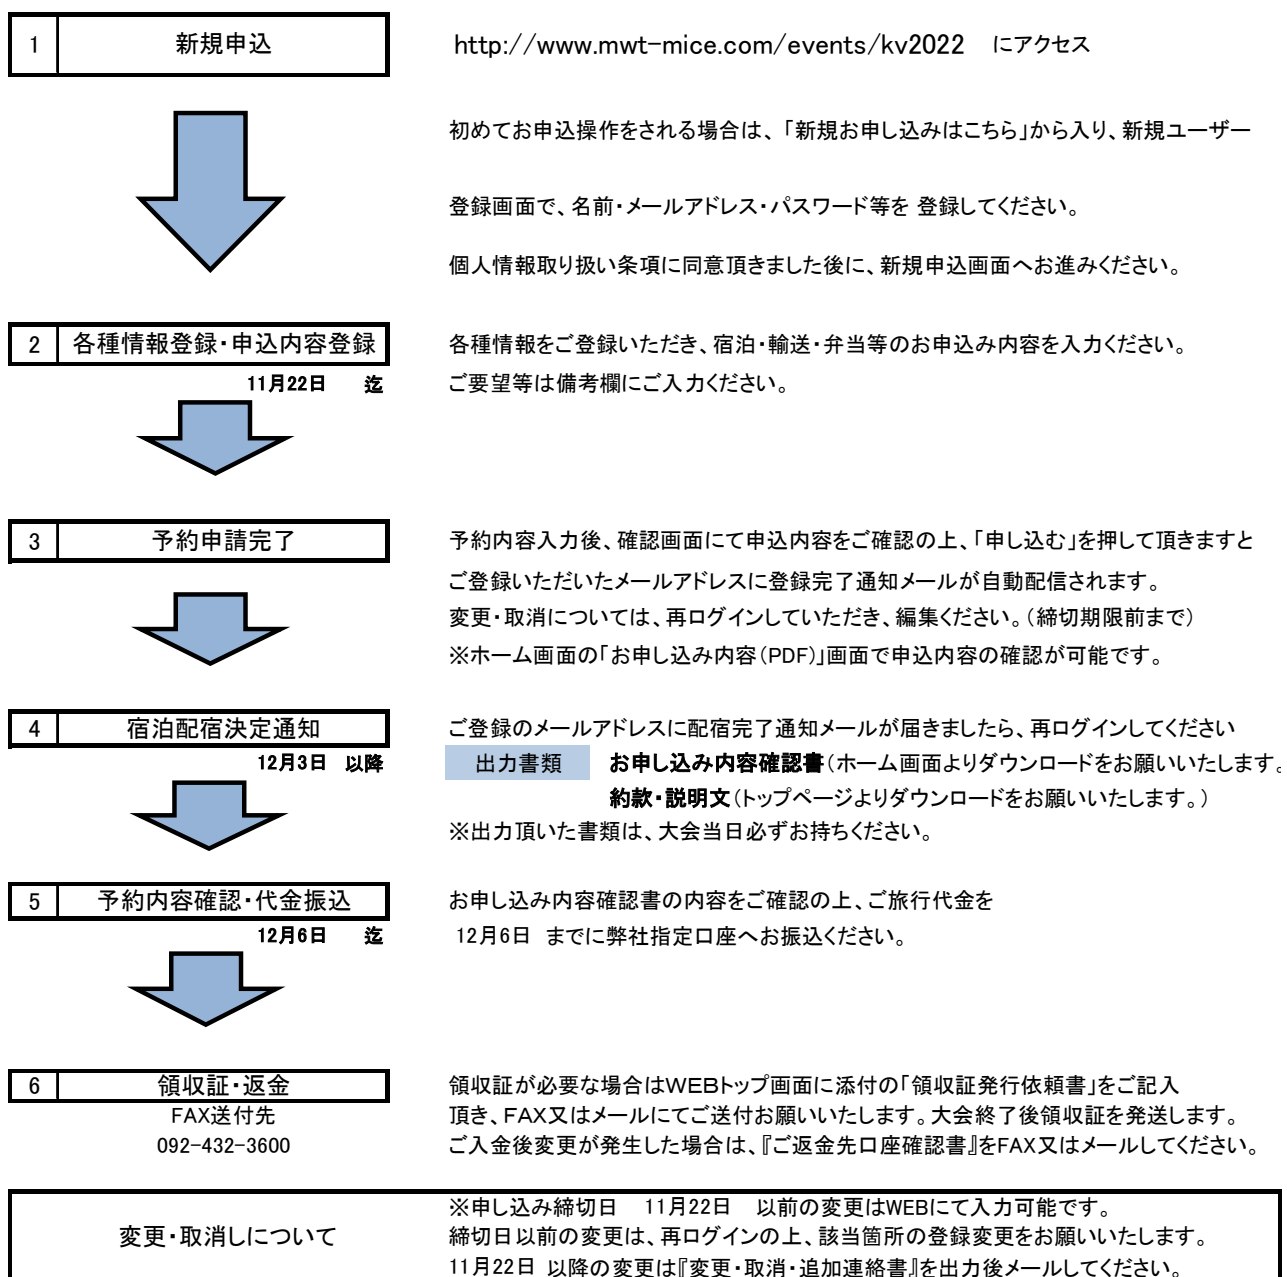 1 新規申込 http://www.mwt-mice.com/events/kv2022 にアクセス
初めてお申込操作をされる場合は、「新規お申し込みはこちら」から入り、新規ユーザー
登録画面で、名前・メールアドレス・パスワード等を 登録してください。
個人情報取り扱い条項に同意頂きました後に、新規申込画面へお進みください。
2 各種情報登録・申込内容登録 各種情報をご登録いただき、宿泊・輸送・弁当等のお申込み内容を入力ください。
11月22日 迄 ご要望等は備考欄にご入力ください。
3 予約申請完了 予約内容入力後、確認画面にて申込内容をご確認の上、「申し込む」を押して頂きますと
ご登録いただいたメールアドレスに登録完了通知メールが自動配信されます。
変更・取消については、再ログインしていただき、編集ください。(締切期限前まで)
※ホーム画面の「お申し込み内容(PDF)」画面で申込内容の確認が可能です。
4 宿泊配宿決定通知 ご登録のメールアドレスに配宿完了通知メールが届きましたら、再ログインしてください
12月3日 以降 出力書類 お申し込み内容確認書(ホーム画面よりダウンロードをお願いいたします。
約款・説明文(トップページよりダウンロードをお願いいたします。)
※出力頂いた書類は、大会当日必ずお持ちください。
5 予約内容確認・代金振込 お申し込み内容確認書の内容をご確認の上、ご旅行代金を
12月6日 迄 12月6日 までに弊社指定口座へお振込ください。
6 領収証・返金 領収証が必要な場合はWEBトップ画面に添付の「領収証発行依頼書」をご記入
FAX送付先 頂き、FAX又はメールにてご送付お願いいたします。大会終了後領収証を発送します。
092-432-3600 ご入金後変更が発生した場合は、『ご返金先口座確認書』をFAX又はメールしてください。
※申し込み締切日 11月22日 以前の変更はWEBにて入力可能です。
変更・取消しについて 締切日以前の変更は、再ログインの上、該当箇所の登録変更をお願いいたします。
11月22日 以降の変更は『変更・取消・追加連絡書』を出力後メールしてください。